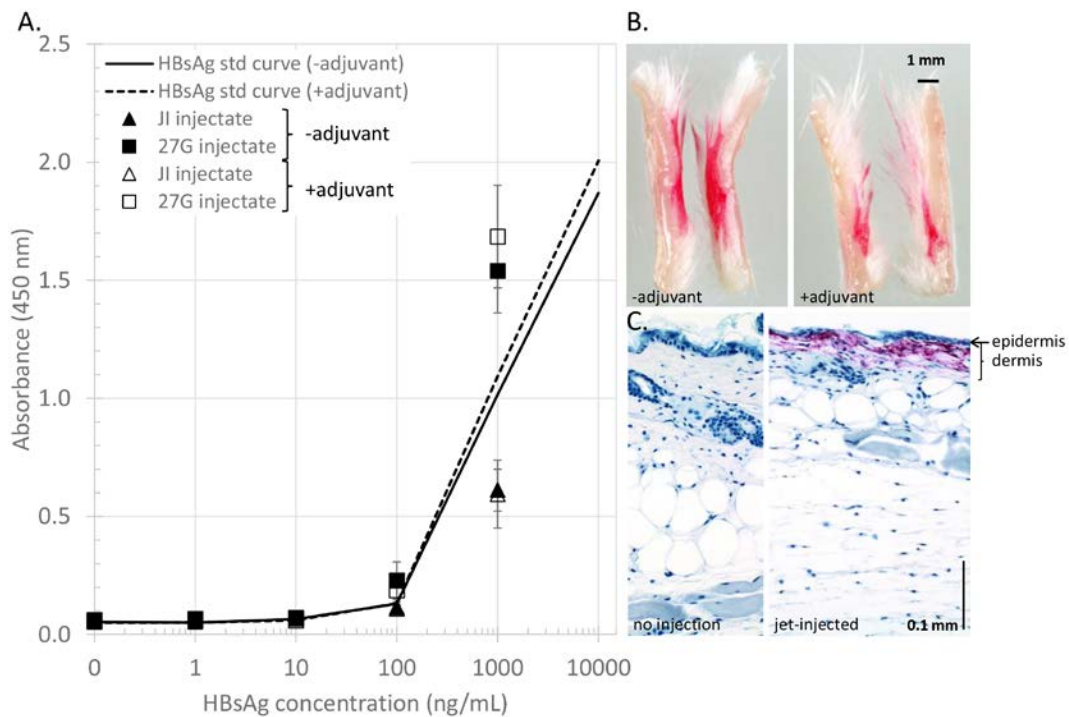 A.
2.5
2.0
1.5
1.0
0.5
0.0
Absorbance (450 nm)
HBsAg std curve (-adjuvant)
HBsAg std curve (+adjuvant)
JI injectate
27G injectate
-adjuvant
JI injectate
27G injectate
+adjuvant
0 1 10 100 1000 10000
HBsAg concentration (ng/mL)
B.
1 mm
-adjuvant
+adjuvant
C.
epidermis
dermis
no injection
jet-injected
0.1 mm